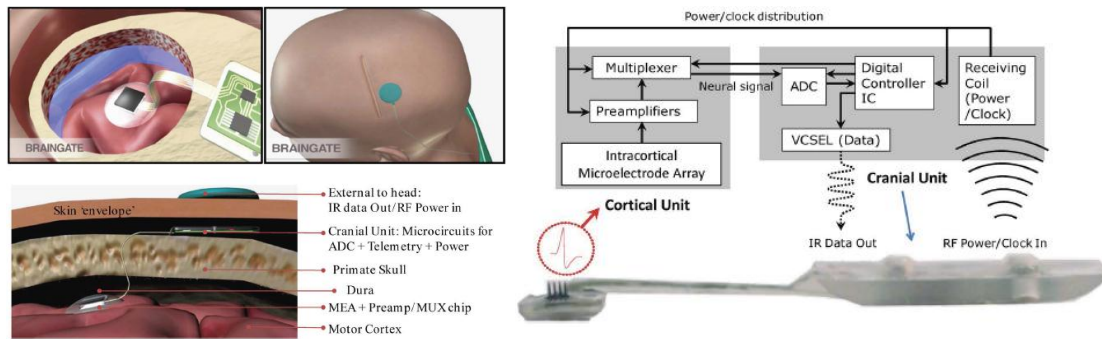 BRAINGATE
BRAINGATE
Skin 'envelope'
External to head:
IR data Out/RF Power in
Cranial Unit: Microcircuits for
ADC + Telemetry + Power
Primate Skull
Dura
MEA + Preamp/MUX chip
Motor Cortex
Power/clock distribution
Multiplexer
Neural signal
ADC
Digital
Controller
IC
Receiving
Coil
(Power
/Clock)
Preamplifiers
VCSEL (Data)
Intracortical
Microelectrode Array
Cortical Unit
Cranial Unit
IR Data Out
RF Power/Clock In